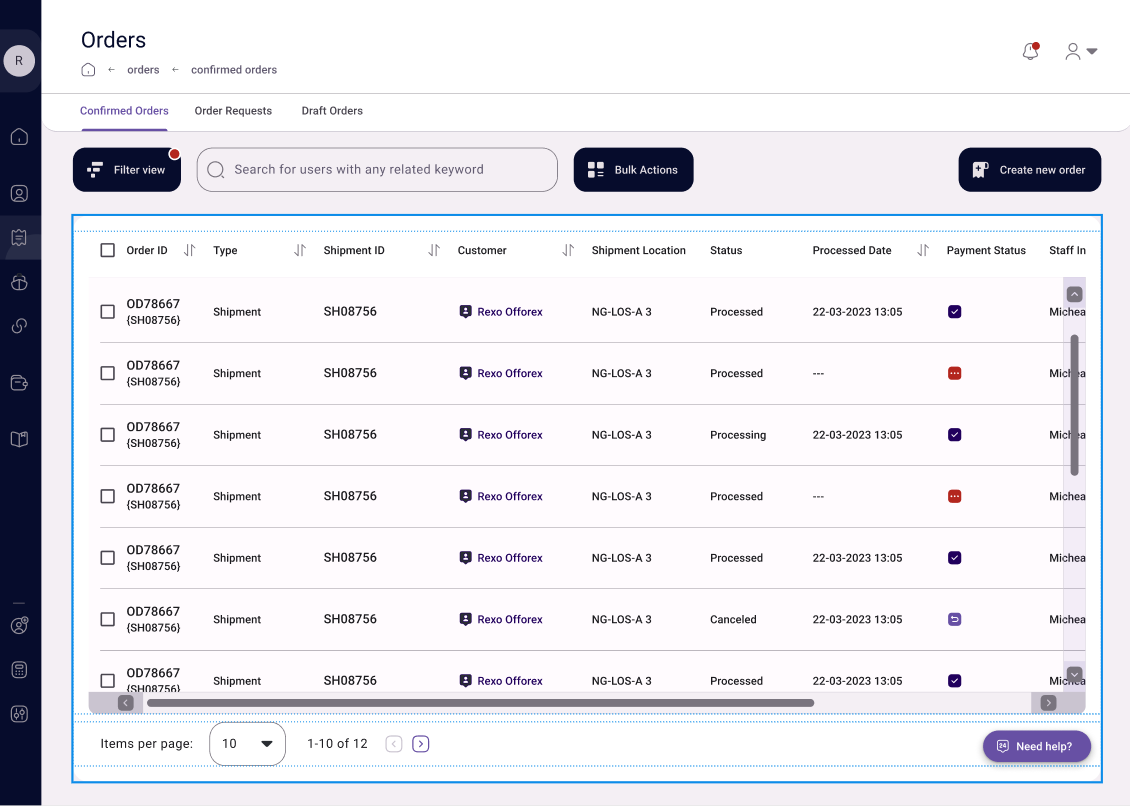 R
Orders
orders
confirmed orders
Confirmed Orders Order Requests Draft Orders
Filter view
Search for users with any related keyword
Bulk Actions
Create new order
Order ID Type Shipment ID Customer Shipment Location Status Processed Date Payment Status Staff In
OD78667
{SH08756} Shipment SH08756 Rexo Offorex NG-LOS-A 3 Processed 22-03-2023 13:05 Michea
OD78667
{SH08756} Shipment SH08756 Rexo Offorex NG-LOS-A 3 Processed --- Michea
OD78667
{SH08756} Shipment SH08756 Rexo Offorex NG-LOS-A 3 Processing 22-03-2023 13:05 Michea
OD78667
{SH08756} Shipment SH08756 Rexo Offorex NG-LOS-A 3 Processed --- Michea
OD78667
{SH08756} Shipment SH08756 Rexo Offorex NG-LOS-A 3 Processed 22-03-2023 13:05 Michea
OD78667
{SH08756} Shipment SH08756 Rexo Offorex NG-LOS-A 3 Canceled 22-03-2023 13:05 Michea
OD78667
{SH08756} Shipment SH08756 Rexo Offorex NG-LOS-A 3 Processed 22-03-2023 13:05 Michea
Items per page: 10 1-10 of 12
24 Need help?